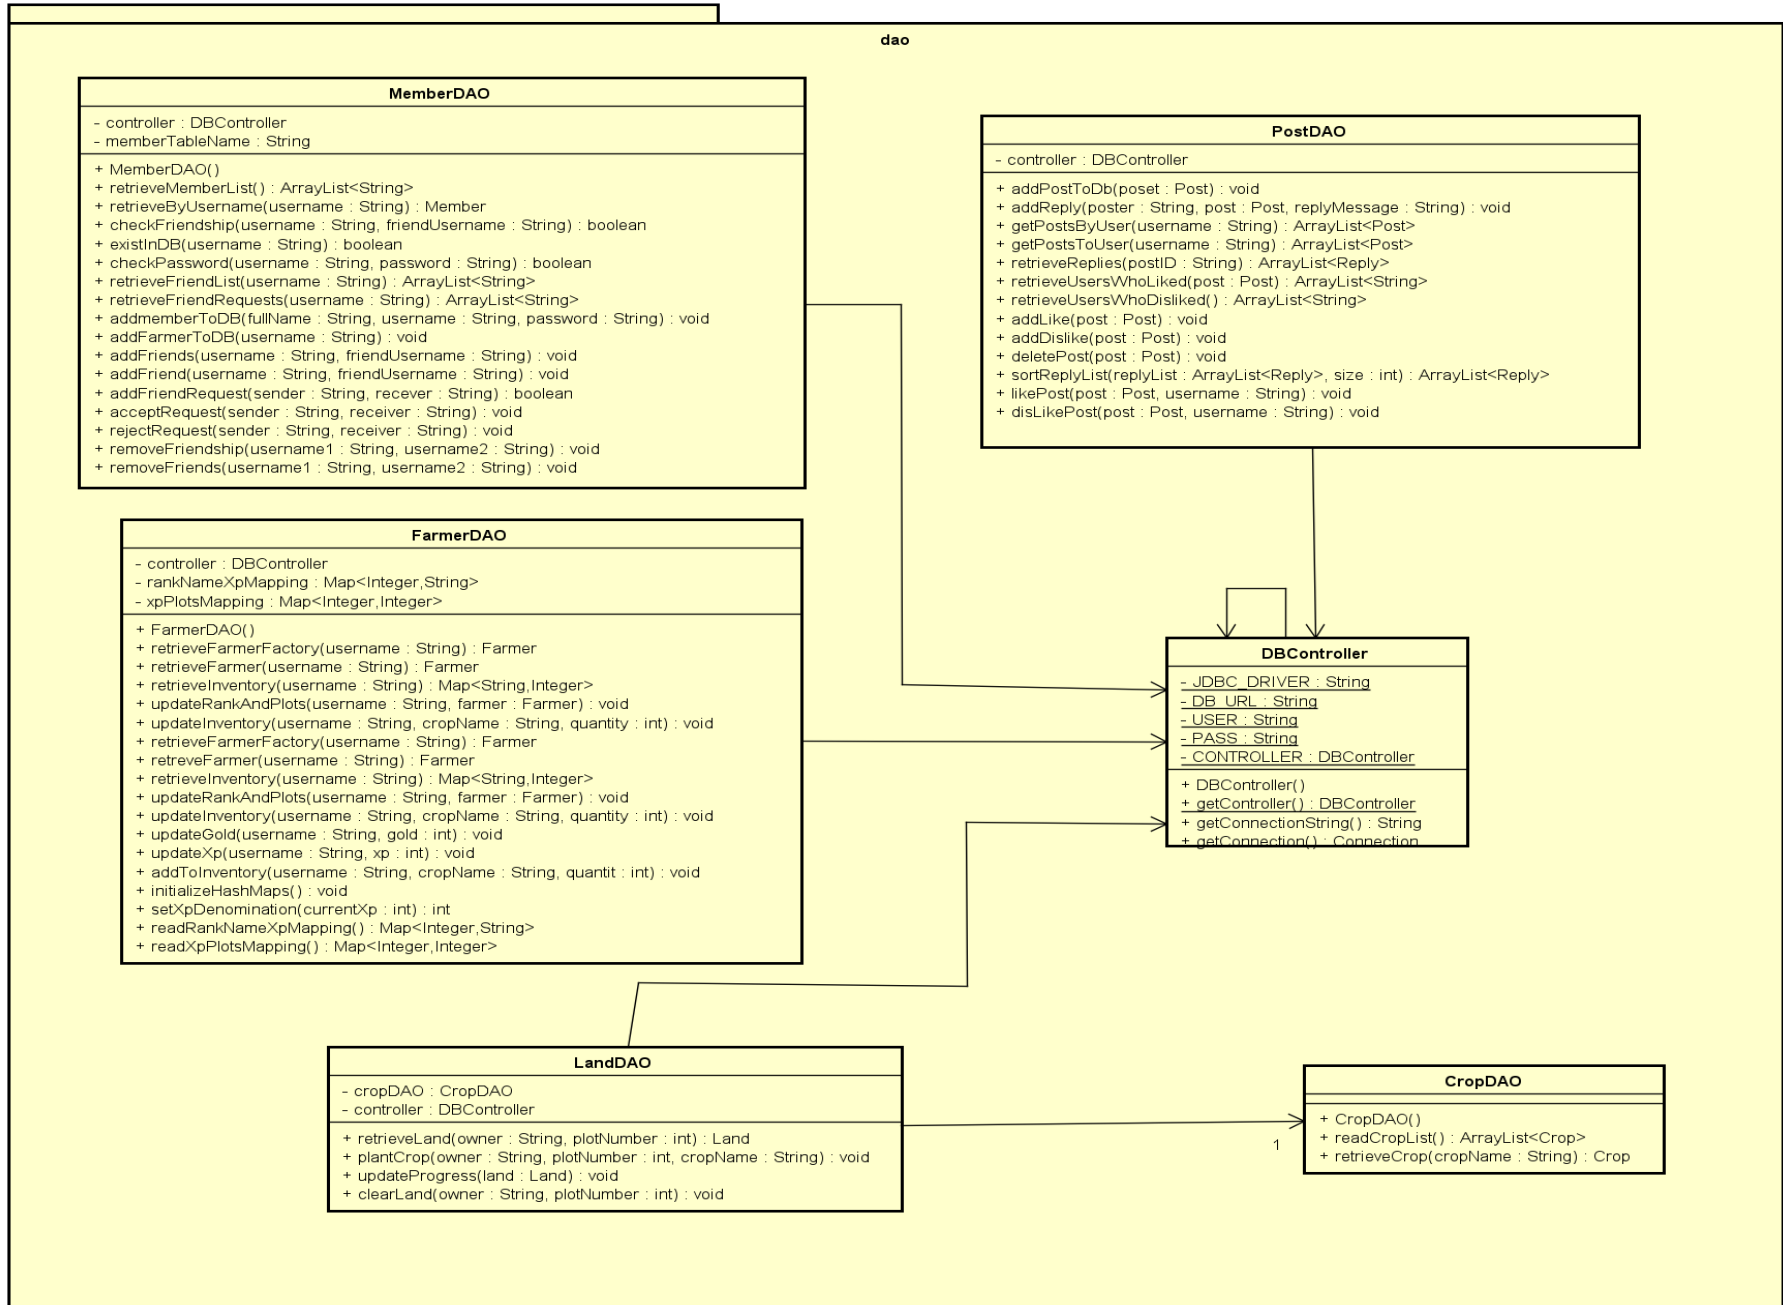 dao
MemberDAO
- controller : DBController
- memberTableName : String
+ MemberDAO()
+ retrieveMemberList() : ArrayList<String>
+ retrieveByUsername(username : String) : Member
+ checkFriendship(username : String, friendUsername : String) : boolean
+ existInDB(username : String) : boolean
+ checkPassword(username : String, password : String) : boolean
+ retrieveFriendList(username : String) : ArrayList<String>
+ retrieveFriendRequests(username : String) : ArrayList<String>
+ addmemberToDB(fullName : String, username : String, password : String) : void
+ addFarmerToDB(username : String) : void
+ addFriends(username : String, friendUsername : String) : void
+ addFriend(username : String, friendUsername : String) : void
+ addFriendRequest(sender : String, recever : String) : boolean
+ acceptRequest(sender : String, receiver : String) : void
+ rejectRequest(sender : String, receiver : String) : void
+ removeFriendship(username1 : String, username2 : String) : void
+ removeFriends(username1 : String, username2 : String) : void
PostDAO
- controller : DBController
+ addPostToDb(poset : Post) : void
+ addReply(poster : String, post : Post, replyMessage : String) : void
+ getPostsByUser(username : String) : ArrayList<Post>
+ getPostsToUser(username : String) : ArrayList<Post>
+ retrieveReplies(postID : String) : ArrayList<Reply>
+ retrieveUsersWhoLiked(post : Post) : ArrayList<String>
+ retrieveUsersWhoDisliked() : ArrayList<String>
+ addLike(post : Post) : void
+ addDislike(post : Post) : void
+ deletePost(post : Post) : void
+ sortReplyList(replyList : ArrayList<Reply>, size : int) : ArrayList<Reply>
+ likePost(post : Post, username : String) : void
+ disLikePost(post : Post, username : String) : void
FarmerDAO
- controller : DBController
- rankNameXpMapping : Map<Integer,String>
- xpPlotsMapping : Map<Integer,Integer>
+ FarmerDAO()
+ retrieveFarmerFactory(username : String) : Farmer
+ retrieveFarmer(username : String) : Farmer
+ retrieveInventory(username : String) : Map<String,Integer>
+ updateRankAndPlots(username : String, farmer : Farmer) : void
+ updateInventory(username : String, cropName : String, quantity : int) : void
+ retrieveFarmerFactory(username : String) : Farmer
+ retreveFarmer(username : String) : Farmer
+ retrieveInventory(username : String) : Map<String,Integer>
+ updateRankAndPlots(username : String, farmer : Farmer) : void
+ updateInventory(username : String, cropName : String, quantity : int) : void
+ updateGold(username : String, gold : int) : void
+ updateXp(username : String, xp : int) : void
+ addToInventory(username : String, cropName : String, quantit : int) : void
+ initializeHashMaps() : void
+ setXpDenomination(currentXp : int) : int
+ readRankNameXpMapping() : Map<Integer,String>
+ readXpPlotsMapping() : Map<Integer,Integer>
DBController
- JDBC_DRIVER : String
- DB_URL : String
- USER : String
- PASS : String
- CONTROLLER : DBController
+ DBController()
+ getController() : DBController
+ getConnectionString() : String
+ getConnection() : Connection
LandDAO
- cropDAO : CropDAO
- controller : DBController
+ retrieveLand(owner : String, plotNumber : int) : Land
+ plantCrop(owner : String, plotNumber : int, cropName : String) : void
+ updateProgress(land : Land) : void
+ clearLand(owner : String, plotNumber : int) : void
1
CropDAO
+ CropDAO()
+ readCropList() : ArrayList<Crop>
+ retrieveCrop(cropName : String) : Crop